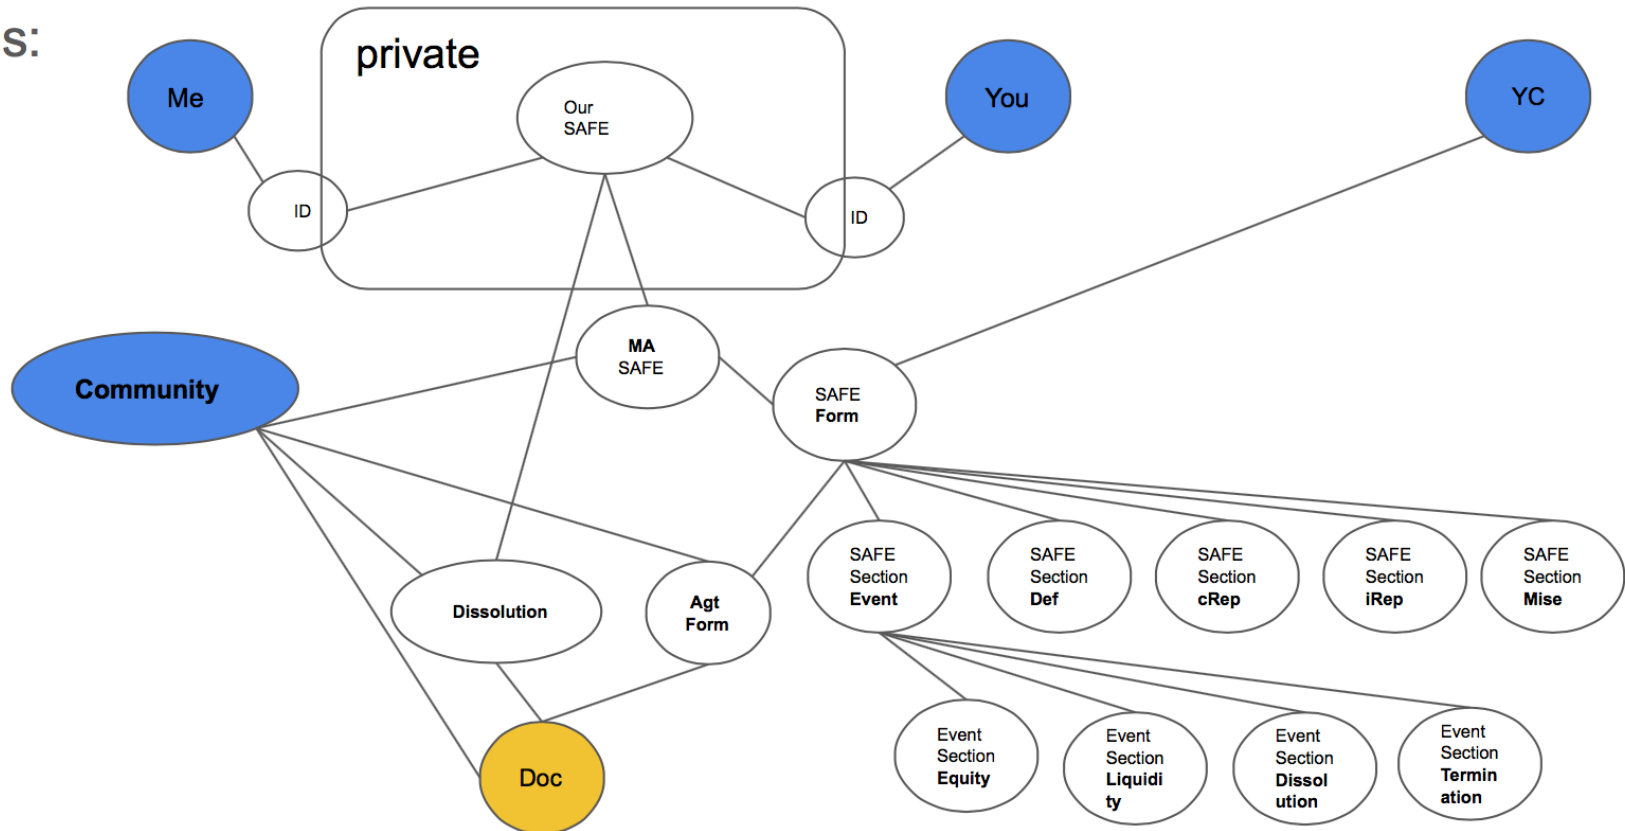 s:
private
Me
Our
SAFE
You
YC
ID
ID
MA
SAFE
Community
SAFE
Form
SAFE
Section
Event
SAFE
Section
Def
SAFE
Section
cRep
SAFE
Section
iRep
SAFE
Section
Mise
Dissolution
Agt
Form
Event
Section
Equity
Event
Section
Liquidi
ty
Event
Section
Dissol
ution
Event
Section
Termin
ation
Doc